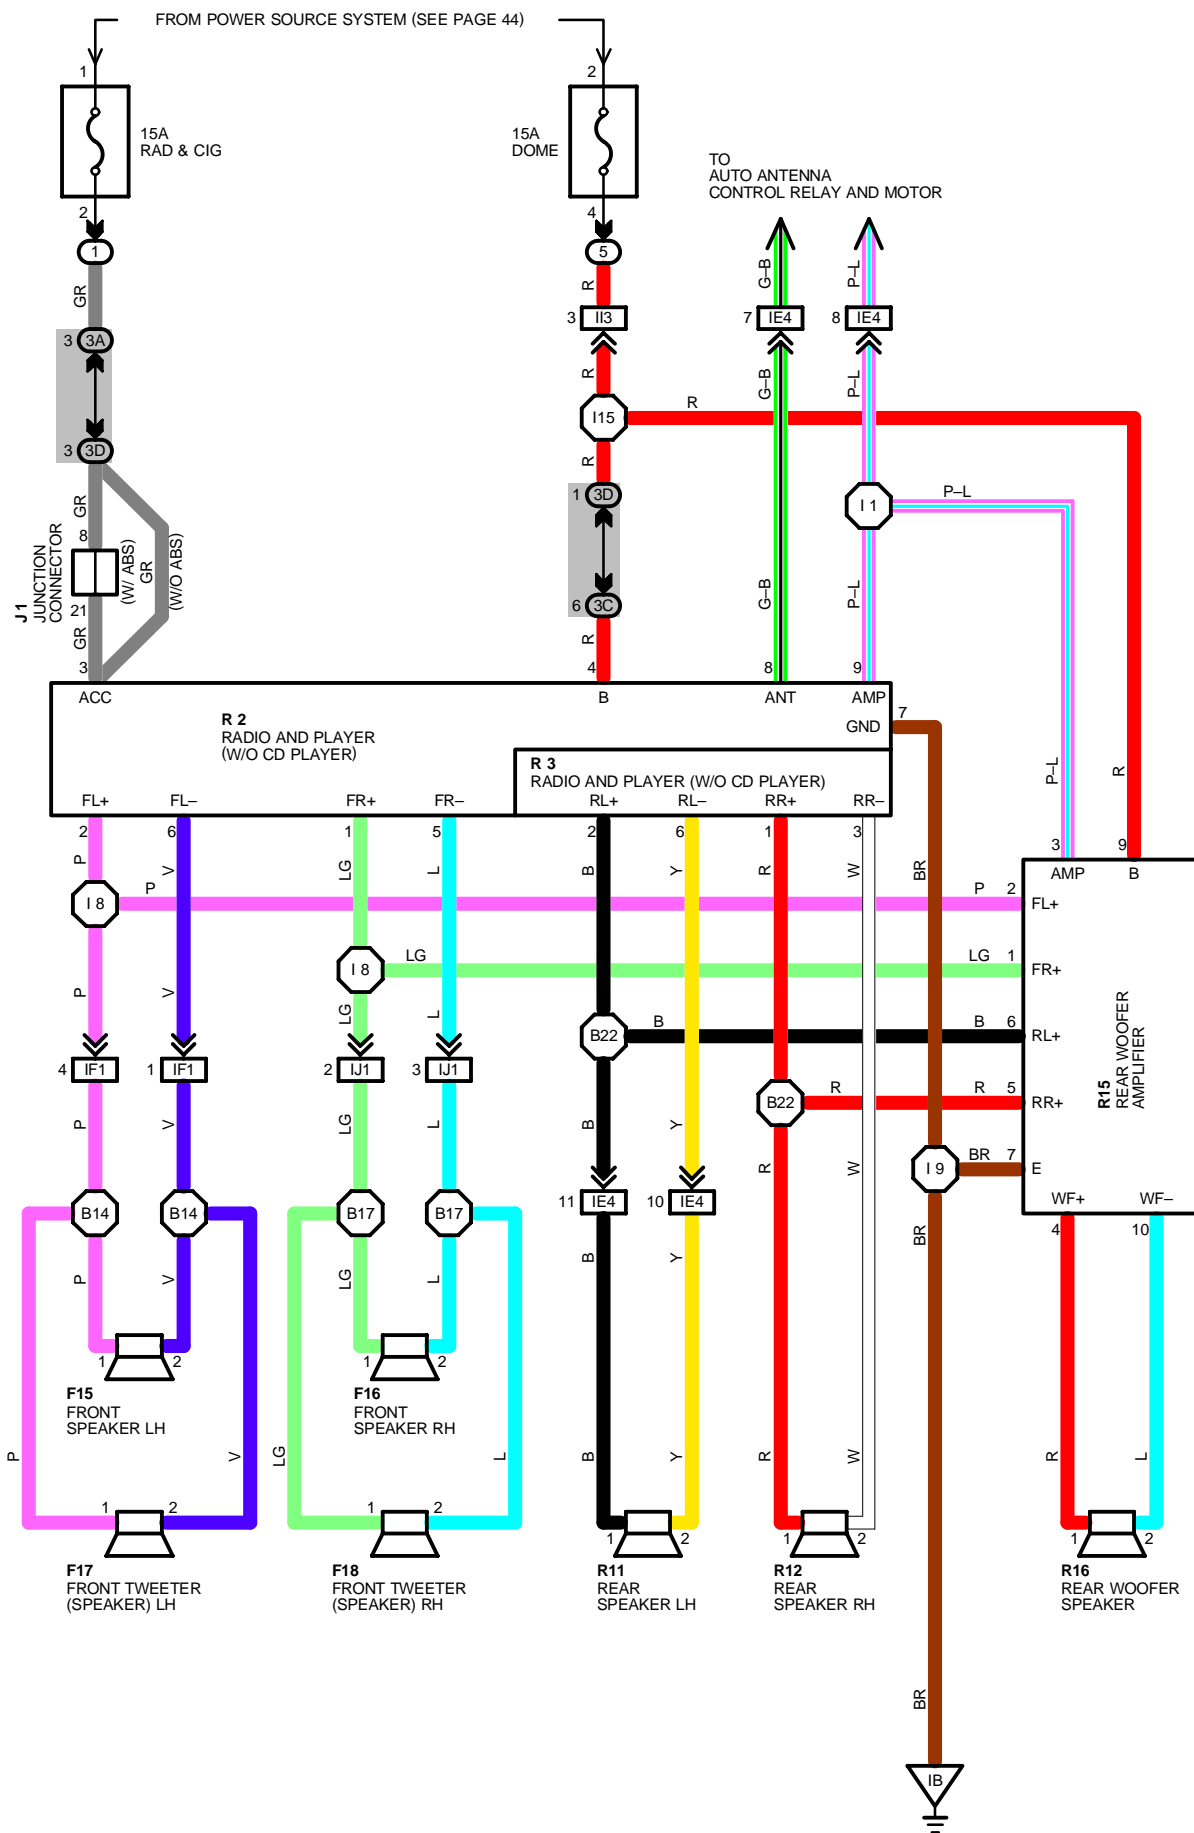 FROM POWER SOURCE SYSTEM (SEE PAGE 44)
1
2
15A
RAD & CIG
15A
DOME
TO
AUTO ANTENNA
CONTROL RELAY AND MOTOR
2
4
1
5
GR
R
G–B
P–L
3 3A
3 II3
7 IE4
8 IE4
R
G–B
P–L
I15
R
3 3D
R
GR
1 3D
I 1
P–L
8
J 1
JUNCTION
CONNECTOR
(W/ ABS)
GR
(W/O ABS)
21
GR
6 3C
R
G–B
P–L
3
4
8
9
ACC
B
ANT
AMP
7
GND
R 2
RADIO AND PLAYER
(W/O CD PLAYER)
R 3
RADIO AND PLAYER (W/O CD PLAYER)
P–L
R
FL+
FL–
FR+
FR–
RL+
RL–
RR+
RR–
2
6
1
5
2
6
1
3
3
9
P
V
LG
L
B
Y
R
W
BR
AMP
B
I 8
P
P 2
FL+
I 8
LG
LG 1
FR+
P
V
LG
L
B22
B
B 6
RL+
R15
REAR WOOFER
AMPLIFIER
4 IF1
1 IF1
2 IJ1
3 IJ1
B22
R
R 5
RR+
P
V
LG
L
B
Y
R
W
I 9
BR 7
E
11 IE4
10 IE4
WF+
WF–
B14
B14
B17
B17
4
10
BR
P
V
LG
L
B
Y
1
2
1
2
F15
FRONT
SPEAKER LH
F16
FRONT
SPEAKER RH
P
V
LG
L
B
Y
R
W
R
L
1
2
1
2
1
2
1
2
1
2
F17
FRONT TWEETER
(SPEAKER) LH
F18
FRONT TWEETER
(SPEAKER) RH
R11
REAR
SPEAKER LH
R12
REAR
SPEAKER RH
R16
REAR WOOFER
SPEAKER
BR
IB